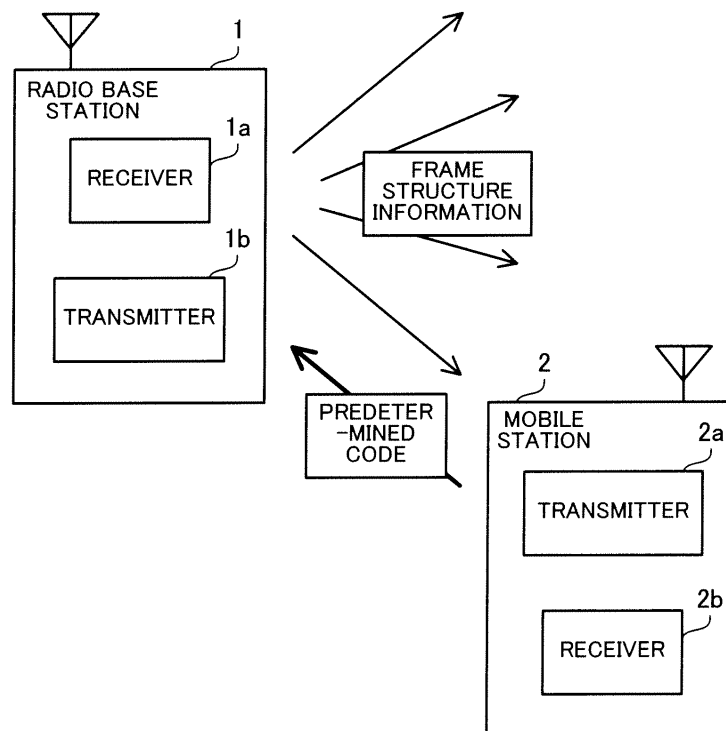 1
RADIO BASE
STATION
1a
RECEIVER
1b
TRANSMITTER
FRAME
STRUCTURE
INFORMATION
PREDETER
-MINED
CODE
2
MOBILE
STATION
2a
TRANSMITTER
2b
RECEIVER